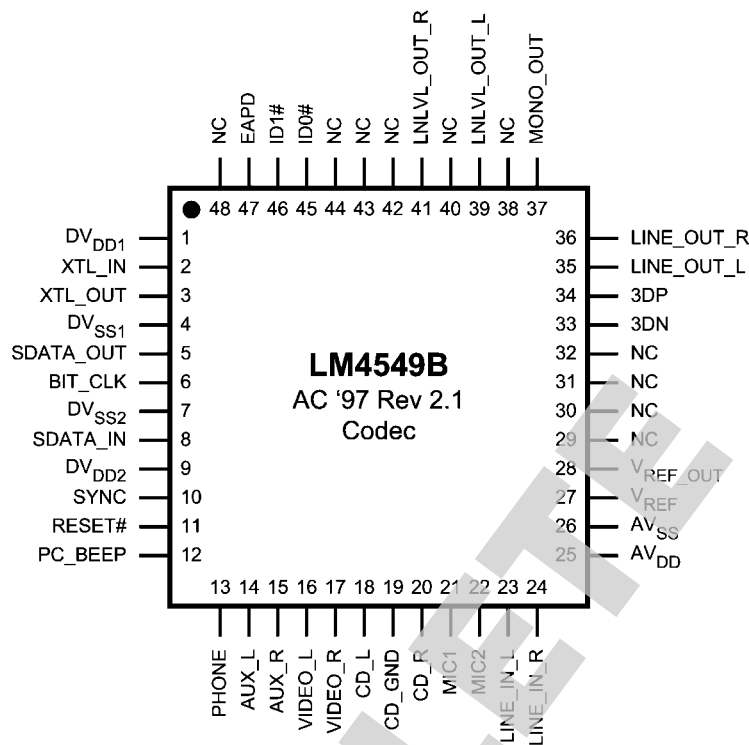 NC EAPD ID1# ID0# NC NC NC LNLVL_OUT_R NC LNLVL_OUT_L NC MONO_OUT
48 47 46 45 44 43 42 41 40 39 38 37
DVDD1 1
XTL_IN 2
XTL_OUT 3
DVSS1 4
SDATA_OUT 5
BIT_CLK 6
DVSS2 7
SDATA_IN 8
DVDD2 9
SYNC 10
RESET# 11
PC_BEEP 12
LM4549B
AC '97 Rev 2.1
Codec
36 LINE_OUT_R
35 LINE_OUT_L
34 3DP
33 3DN
32 NC
31 NC
30 NC
29 NC
28 VREF_OUT
27 VREF
26 AVSS
25 AVDD
13 14 15 16 17 18 19 20 21 22 23 24
PHONE AUX_L AUX_R VIDEO_L VIDEO_R CD_L CD_GND CD_R MIC1 MIC2 LINE_IN_L LINE_IN_R